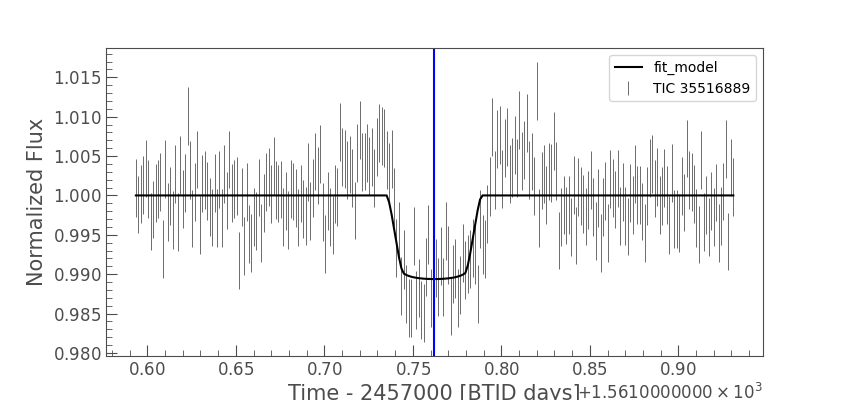 fit_model
TIC 35516889
Normalized Flux
1.015
1.010
1.005
1.000
0.995
0.990
0.985
0.980
0.60 0.65 0.70 0.75 0.80 0.85 0.90
Time - 2457000 [BTJD days]
+1.5610000000 × 10³